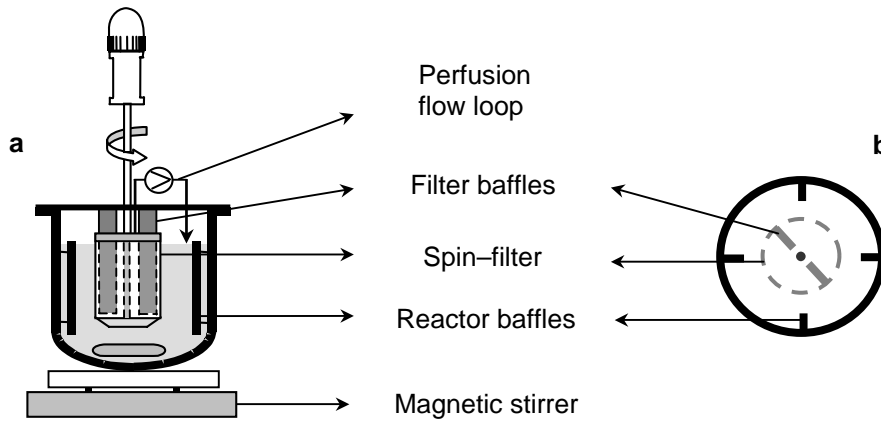 a
Perfusion
flow loop
b
Filter baffles
Spin–filter
Reactor baffles
Magnetic stirrer